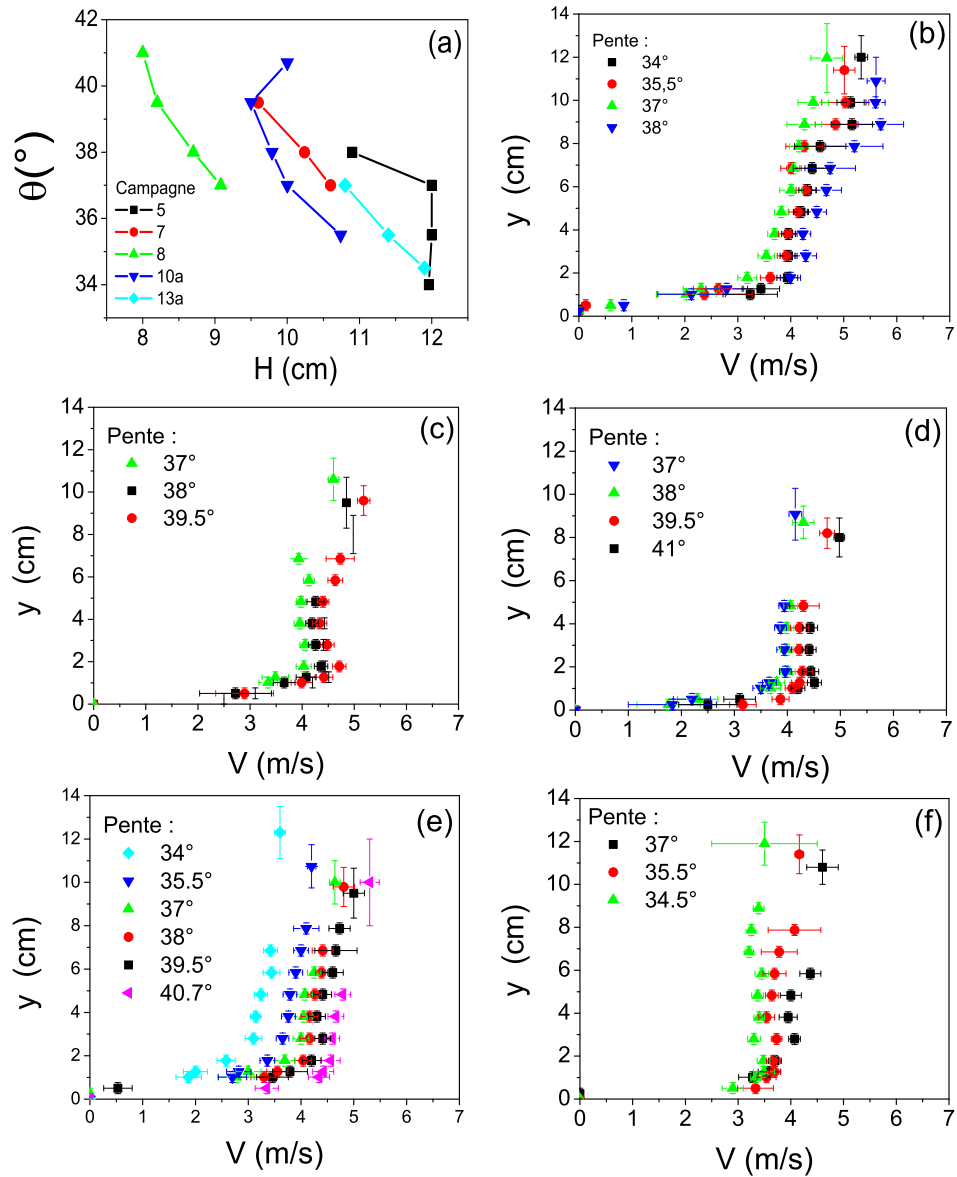 (a)
42
40
38
36
34
θ(°)
Campagne
5
7
8
10a
13a
8 9 10 11 12
H (cm)
(b)
14
12
10
8
6
4
2
0
y (cm)
Pente :
34°
35,5°
37°
38°
0 1 2 3 4 5 6 7
V (m/s)
(c)
14
12
10
8
6
4
2
0
y (cm)
Pente :
37°
38°
39.5°
0 1 2 3 4 5 6 7
V (m/s)
(d)
14
12
10
8
6
4
2
0
y (cm)
Pente :
37°
38°
39.5°
41°
0 1 2 3 4 5 6 7
V (m/s)
(e)
14
12
10
8
6
4
2
0
y (cm)
Pente :
34°
35.5°
37°
38°
39.5°
40.7°
0 1 2 3 4 5 6 7
V (m/s)
(f)
14
12
10
8
6
4
2
0
y (cm)
Pente :
37°
35.5°
34.5°
0 1 2 3 4 5 6 7
V (m/s)